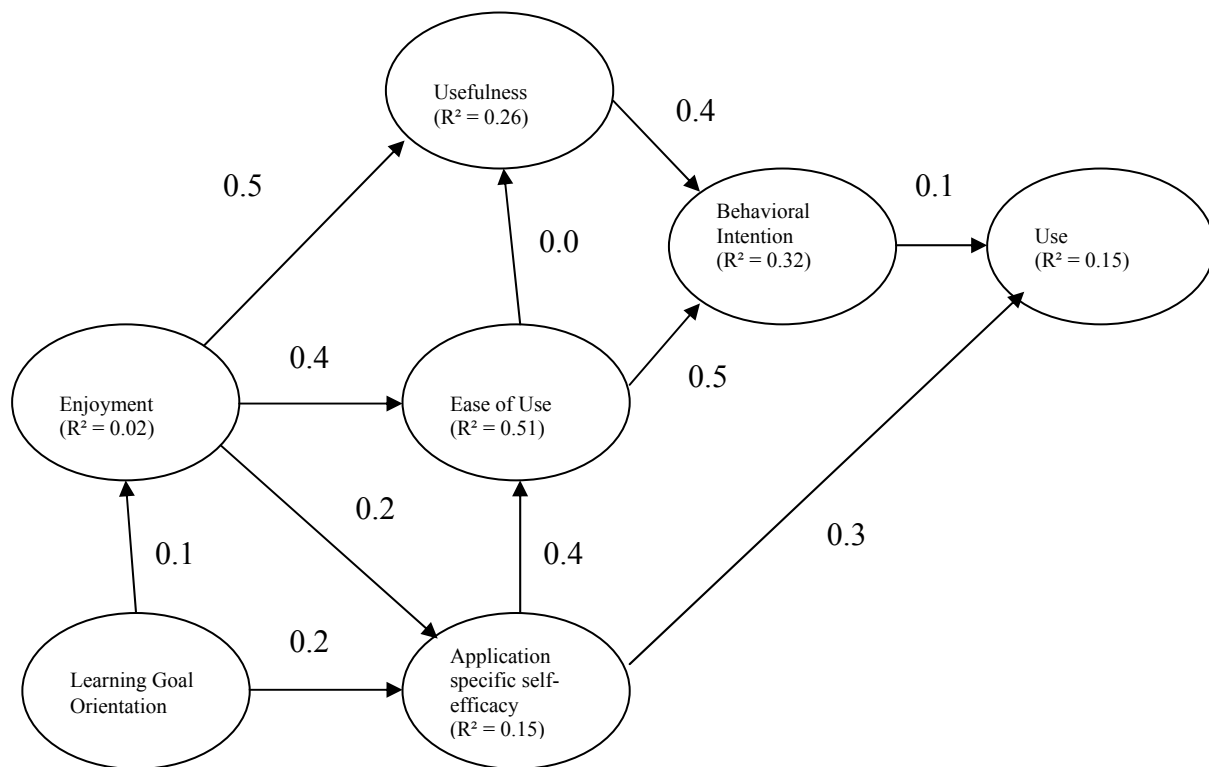 Usefulness
(R² = 0.26)
0.4
0.5
Behavioral
Intention
(R² = 0.32)
0.1
Use
(R² = 0.15)
0.0
0.4
0.5
Enjoyment
(R² = 0.02)
Ease of Use
(R² = 0.51)
0.2
0.3
0.1
0.4
0.2
Learning Goal
Orientation
Application
specific self-
efficacy
(R² = 0.15)